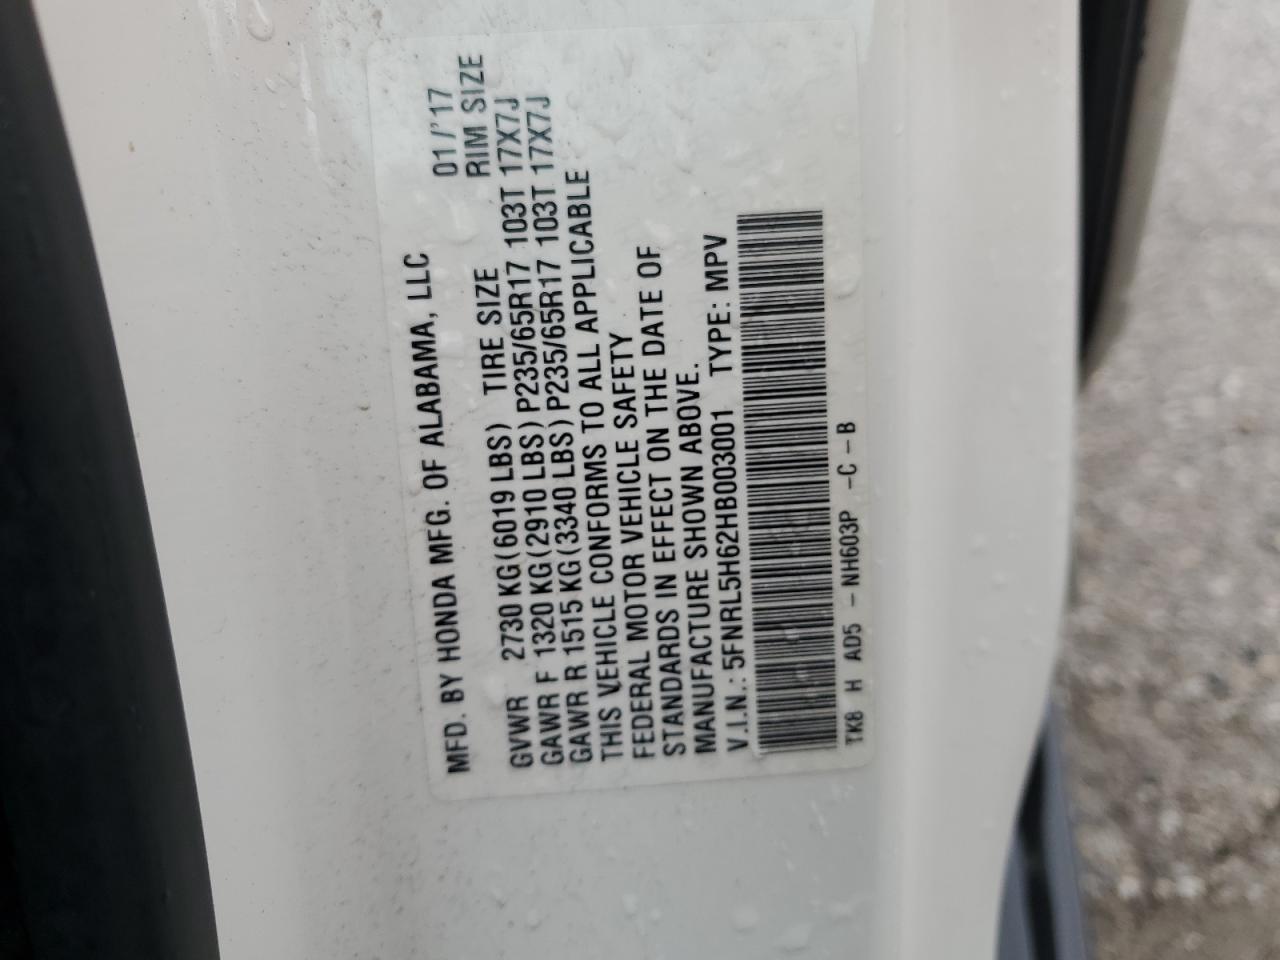 MFD. BY HONDA MFG. OF ALABAMA, LLC 01/'17
GVWR 2730 KG(6019 LBS) TIRE SIZE RIM SIZE
GAWR F 1320 KG(2910 LBS) P235/65R17 103T 17X7J
GAWR R 1515 KG(3340 LBS) P235/65R17 103T 17X7J
THIS VEHICLE CONFORMS TO ALL APPLICABLE
FEDERAL MOTOR VEHICLE SAFETY
STANDARDS IN EFFECT ON THE DATE OF
MANUFACTURE SHOWN ABOVE.
V.I.N.: 5FNRL5H62HB003001 TYPE: MPV
TK8 H AD5 - NH603P -C-B